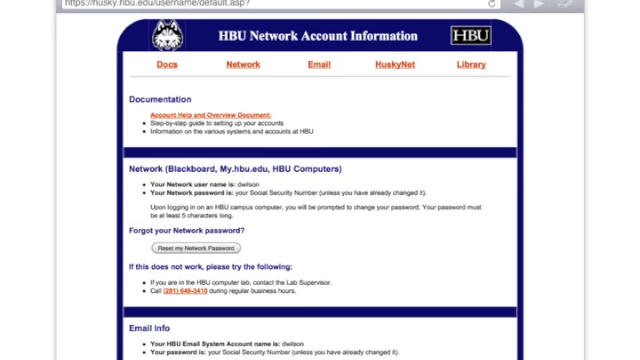 https://husky.hbu.edu/username/default.asp?
HBU Network Account Information
HBU
Docs Network Email HuskyNet Library
Documentation
Account Help and Overview Document:
Step-by-step guide to setting up your accounts
Information on the various systems and accounts at HBU
Network (Blackboard, My.hbu.edu, HBU Computers)
Your Network user name is: dwilson
Your Network password is: your Social Security Number (unless you have already changed it).
Upon logging in on an HBU campus computer, you will be prompted to change your password. Your password must
be at least 5 characters long.
Forgot your Network password?
Reset my Network Password
If this does not work, please try the following:
If you are in the HBU computer lab, contact the Lab Supervisor.
Call (281) 649-3410 during regular business hours.
Email Info
Your HBU Email System Account name is: dwilson
Your password is: your Social Security Number (unless you have already changed it).